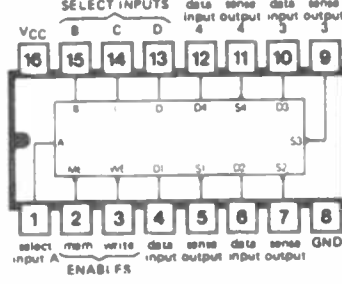 SELECT INPUTS data sense data sense
input output input output
VCC B C D 4 4 3 3
16 15 14 13 12 11 10 9
B D D4 S4 D3
A S3
ME WE D1 S1 D2 S2
1 2 3 4 5 6 7 8
select mem write data sense data sense GND
input A ENABLES input output input output